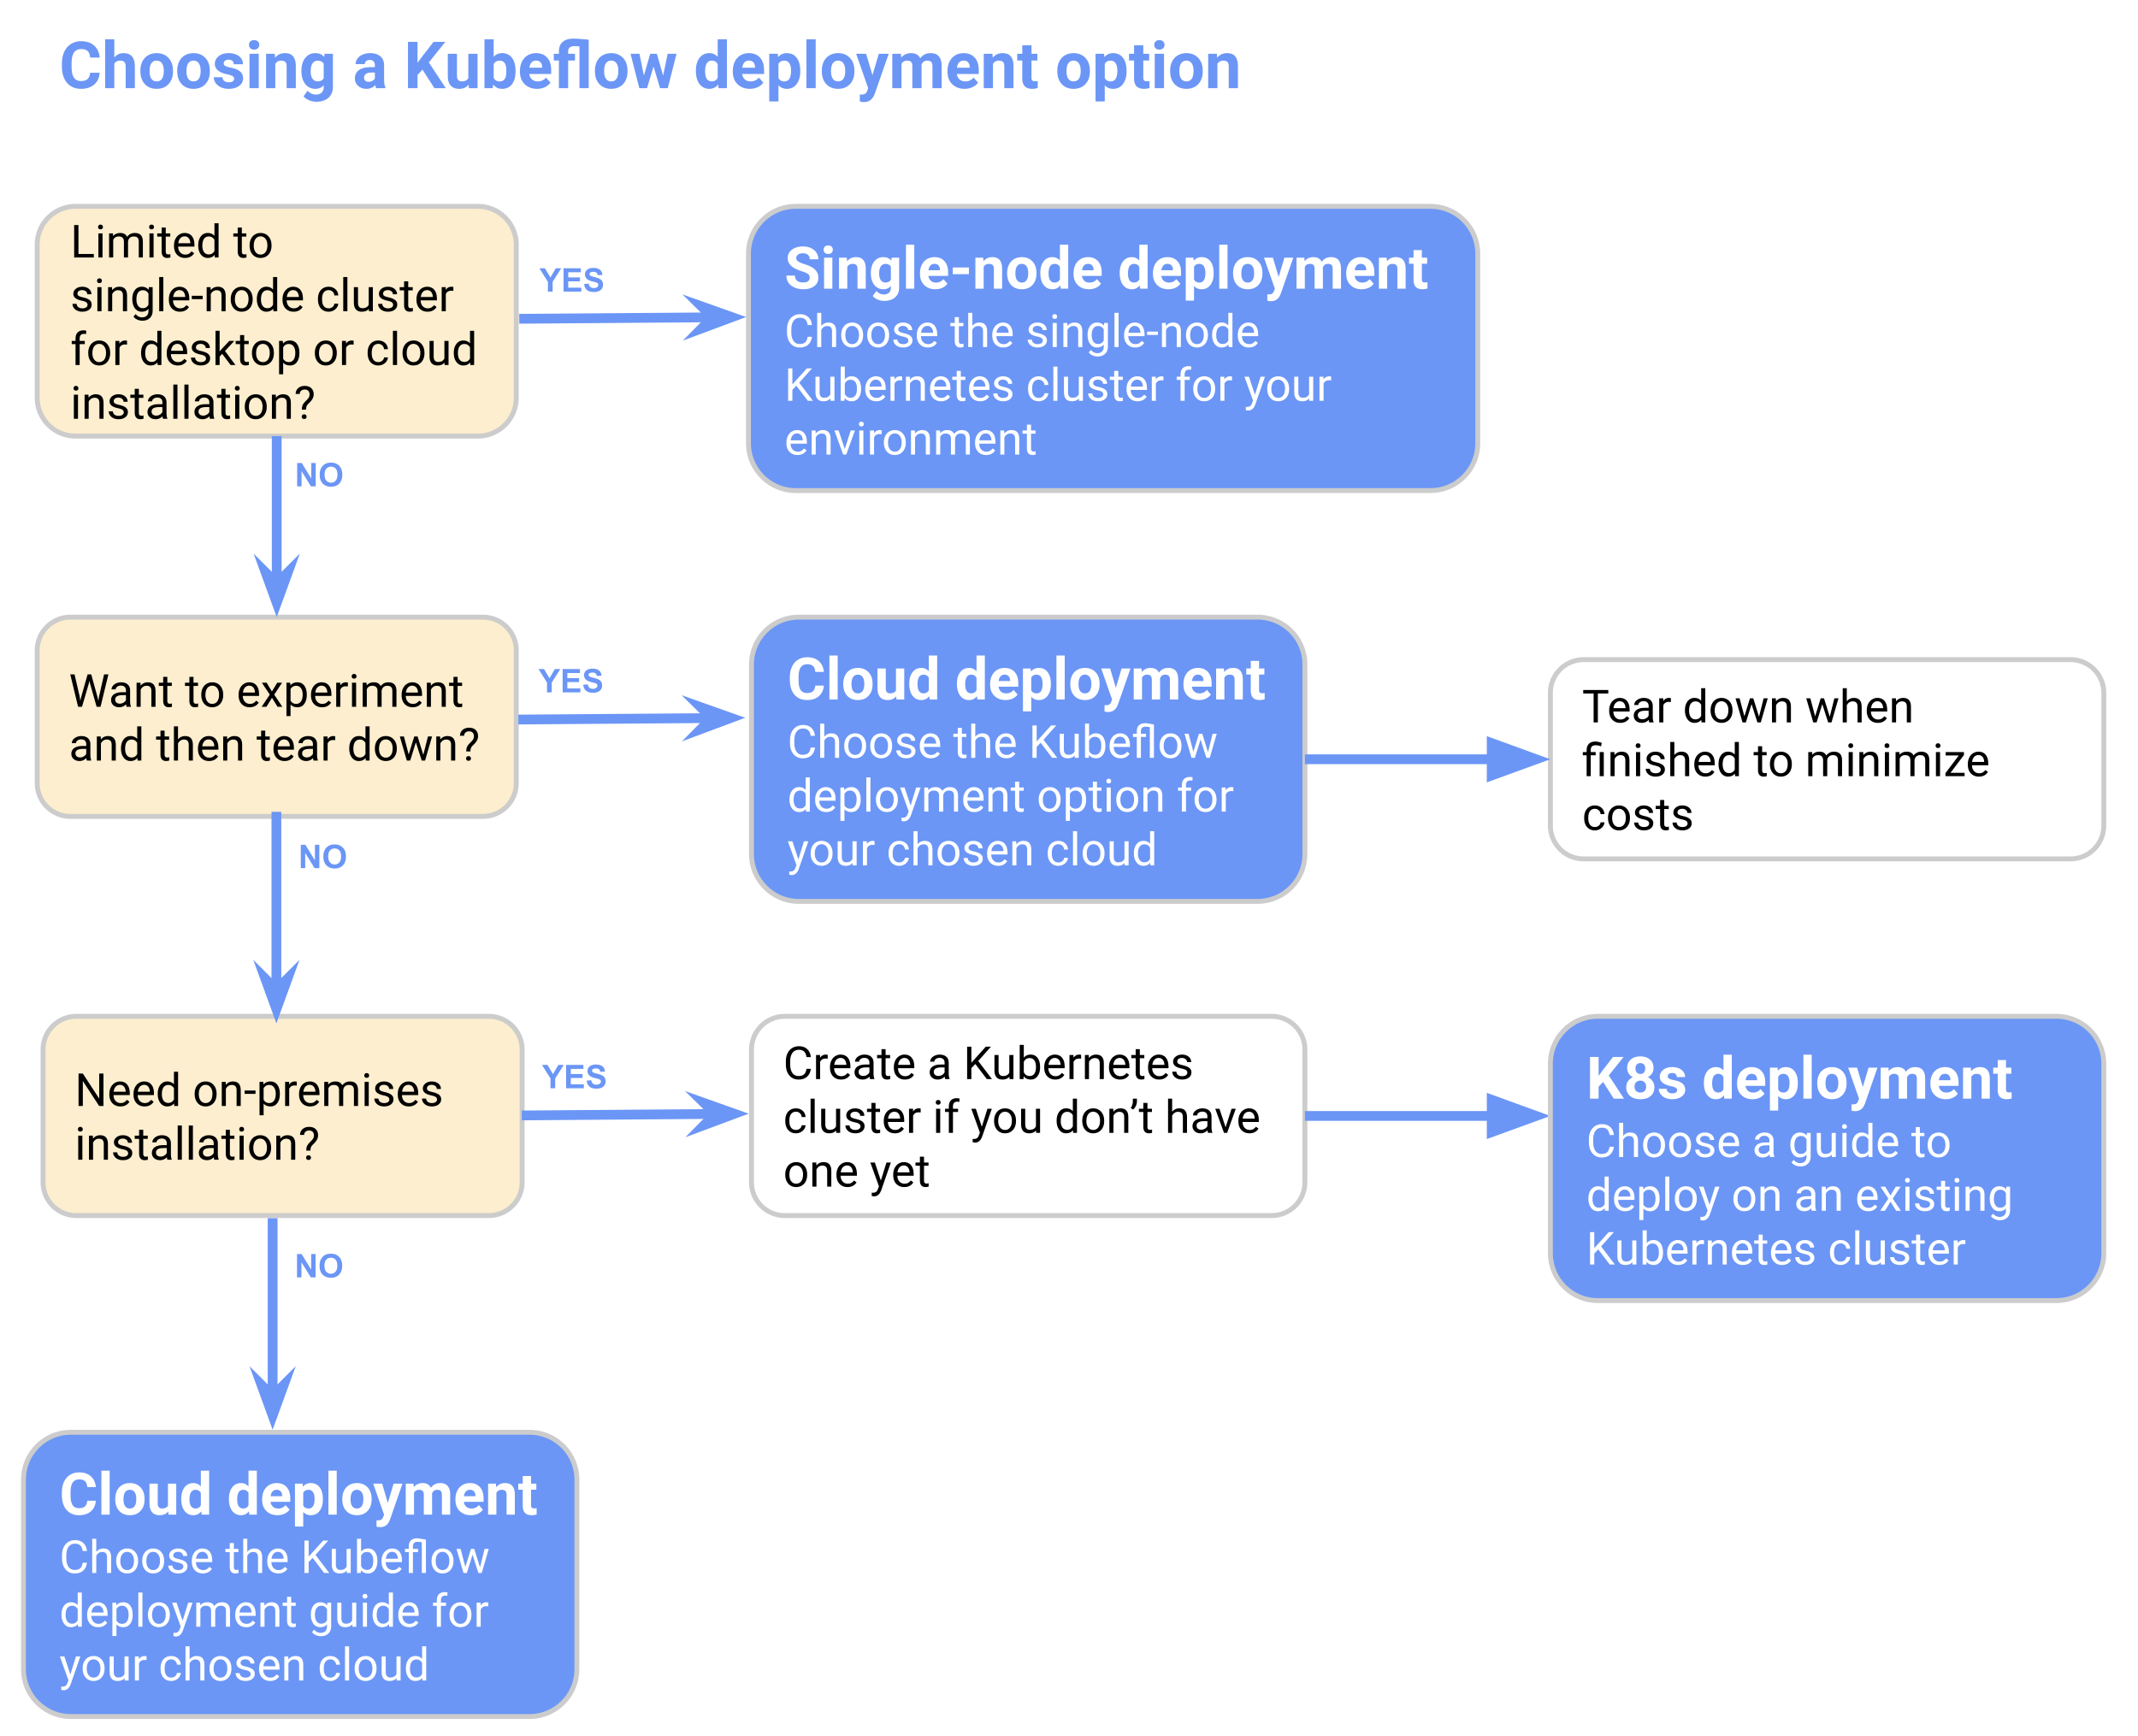 Choosing a Kubeflow deployment option
Limited to
single-node cluster
for desktop or cloud
installation?
YES
Single-node deployment
Choose the single-node
Kubernetes cluster for your
environment
NO
Want to experiment
and then tear down?
YES
Cloud deployment
Choose the Kubeflow
deployment option for
your chosen cloud
Tear down when
finished to minimize
costs
NO
Need on-premises
installation?
YES
Create a Kubernetes
cluster if you don't have
one yet
K8s deployment
Choose a guide to
deploy on an existing
Kubernetes cluster
NO
Cloud deployment
Choose the Kubeflow
deployment guide for
your chosen cloud